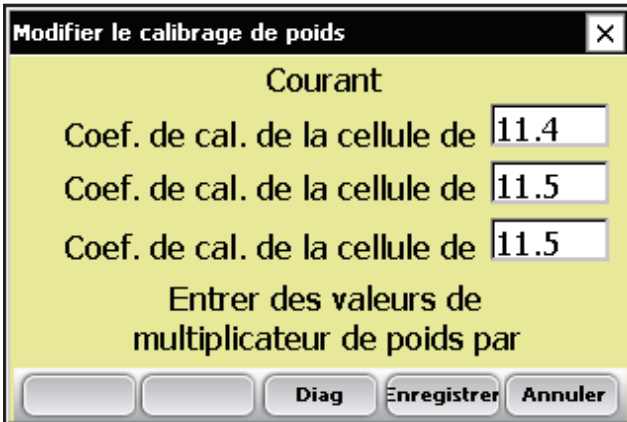 Modifier le calibrage de poids
Courant
Coef. de cal. de la cellule de 11.4
Coef. de cal. de la cellule de 11.5
Coef. de cal. de la cellule de 11.5
Entrer des valeurs de
multiplicateur de poids par
Diag Enregistrer Annuler